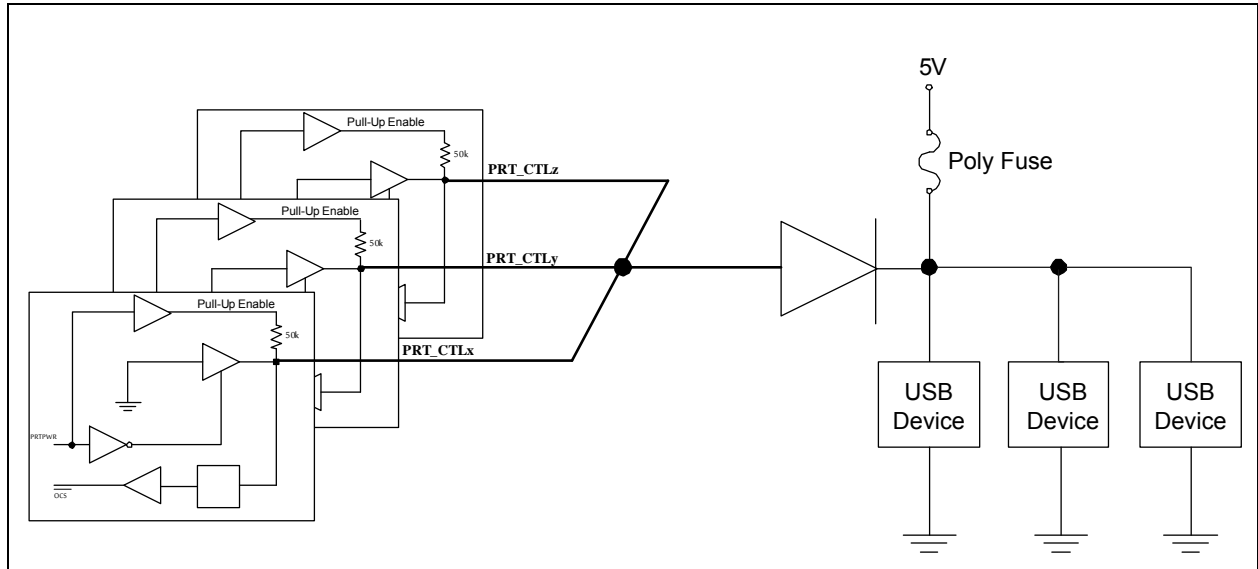 5V
Poly Fuse
Pull-Up Enable
50k
PRT_CTLz
Pull-Up Enable
50k
PRT_CTLy
Pull-Up Enable
50k
PRT_CTLx
PRTPWR
OCS
USB
Device
USB
Device
USB
Device